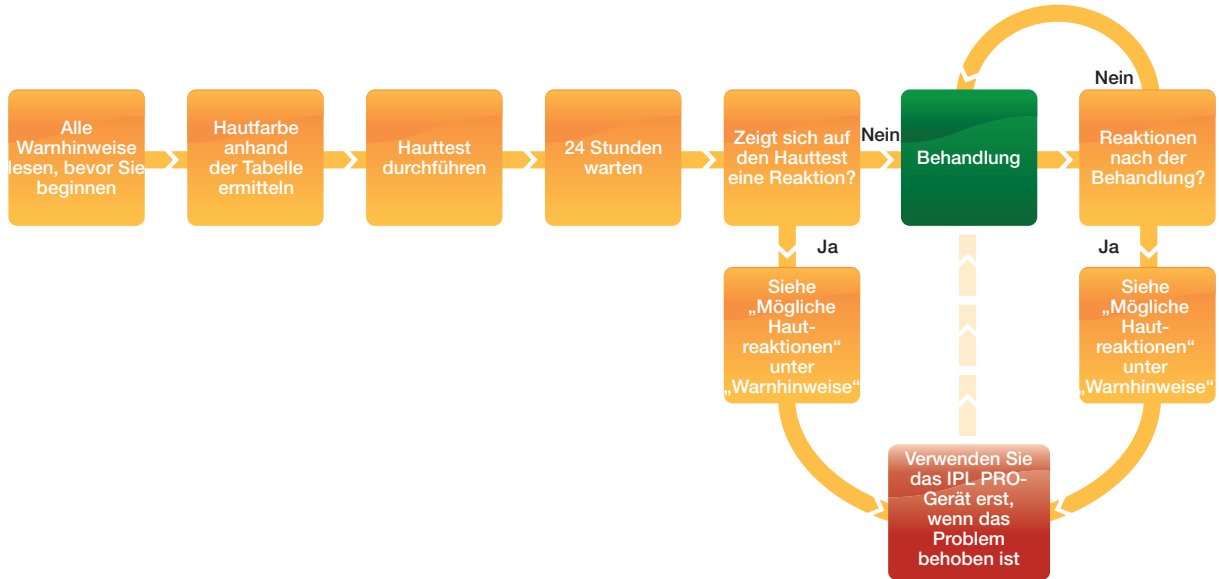 Alle
Warnhinweise
lesen, bevor Sie
beginnen
Hautfarbe
anhand
der Tabelle
ermitteln
Hauttest
durchführen
24 Stunden
warten
Zeigt sich auf
den Hauttest
eine Reaktion?
Nein
Behandlung
Reaktionen
nach der
Behandlung?
Nein
Ja
Siehe
„Mögliche
Haut-
reaktionen“
unter
„Warnhinweise“
Ja
Siehe
„Mögliche
Haut-
reaktionen“
unter
„Warnhinweise“
Verwenden Sie
das IPL PRO-
Gerät erst,
wenn das
Problem
behoben ist